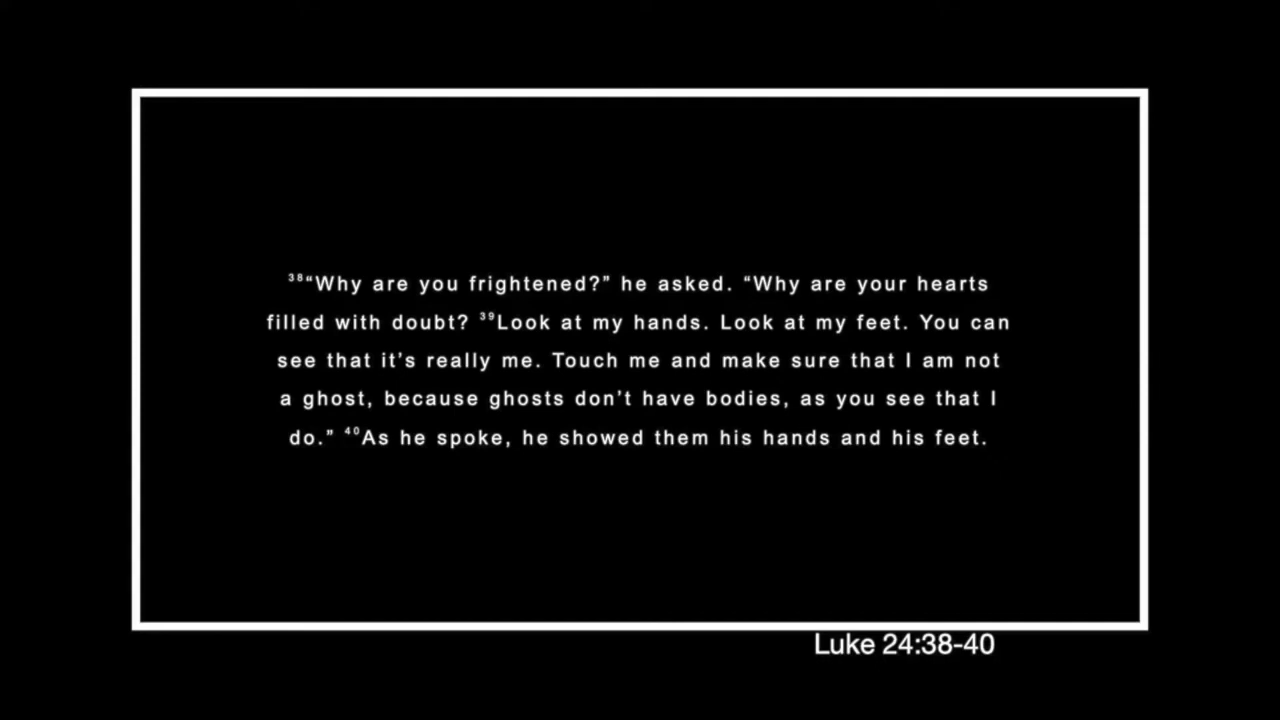 ³⁸“Why are you frightened?” he asked. “Why are your hearts
filled with doubt? ³⁹Look at my hands. Look at my feet. You can
see that it’s really me. Touch me and make sure that I am not
a ghost, because ghosts don’t have bodies, as you see that I
do.” ⁴⁰As he spoke, he showed them his hands and his feet.
Luke 24:38-40